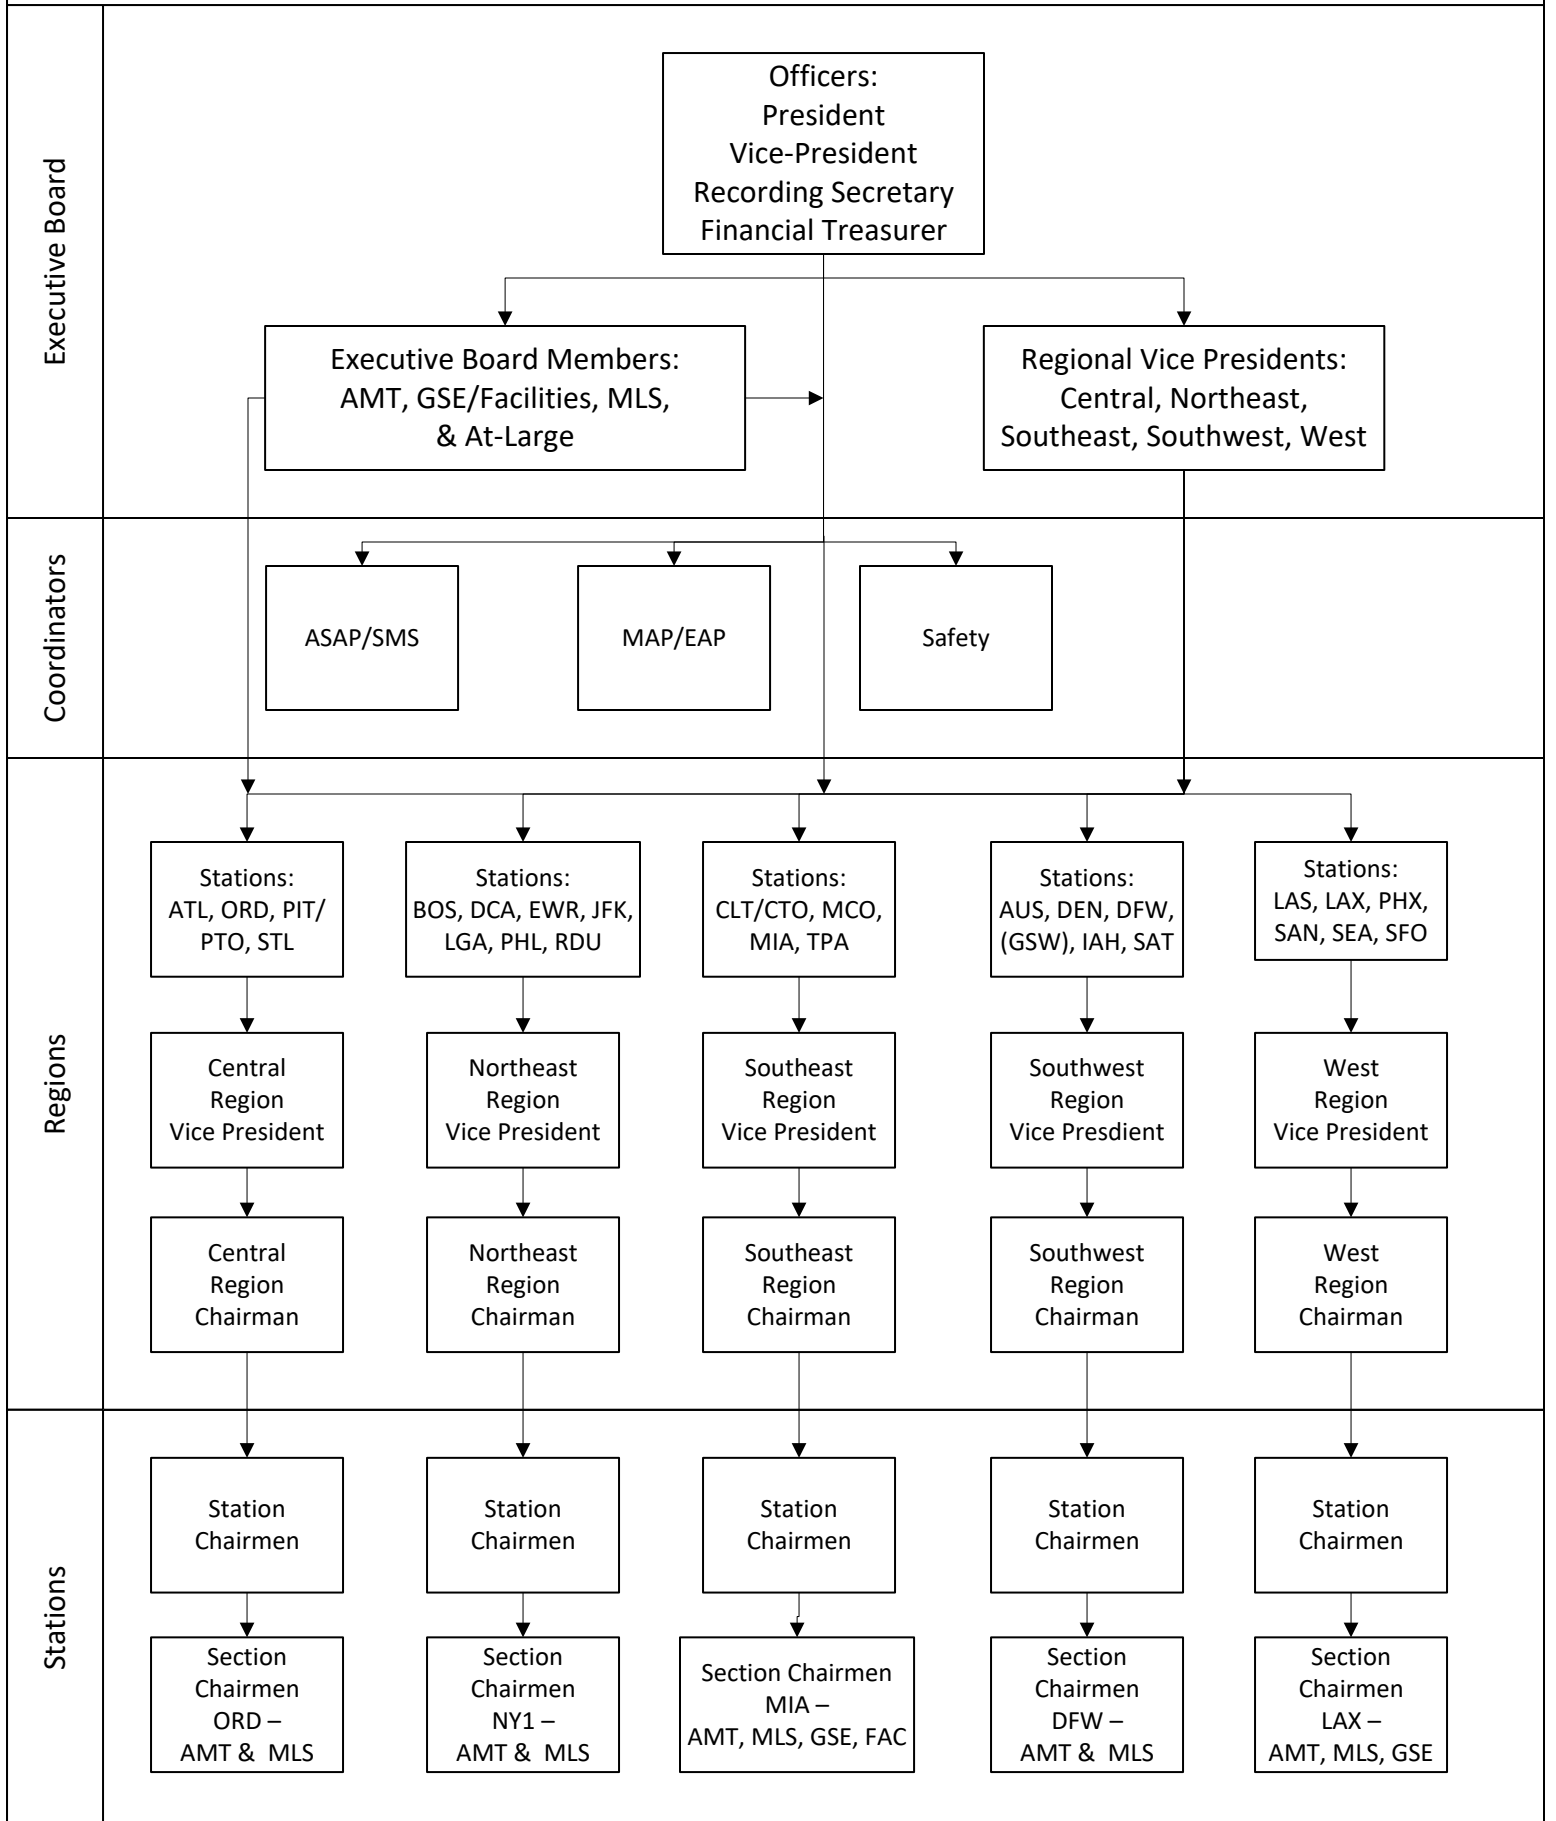 Executive Board
Officers:
President
Vice-President
Recording Secretary
Financial Treasurer
Executive Board Members:
AMT, GSE/Facilities, MLS,
& At-Large
Regional Vice Presidents:
Central, Northeast,
Southeast, Southwest, West
Coordinators
ASAP/SMS
MAP/EAP
Safety
Regions
Stations:
ATL, ORD, PIT/
PTO, STL
Stations:
BOS, DCA, EWR, JFK,
LGA, PHL, RDU
Stations:
CLT/CTO, MCO,
MIA, TPA
Stations:
AUS, DEN, DFW,
(GSW), IAH, SAT
Stations:
LAS, LAX, PHX,
SAN, SEA, SFO
Central
Region
Vice President
Northeast
Region
Vice President
Southeast
Region
Vice President
Southwest
Region
Vice Presdient
West
Region
Vice President
Central
Region
Chairman
Northeast
Region
Chairman
Southeast
Region
Chairman
Southwest
Region
Chairman
West
Region
Chairman
Stations
Station
Chairmen
Station
Chairmen
Station
Chairmen
Station
Chairmen
Station
Chairmen
Section
Chairmen
ORD –
AMT & MLS
Section
Chairmen
NY1 –
AMT & MLS
Section Chairmen
MIA –
AMT, MLS, GSE, FAC
Section
Chairmen
DFW –
AMT & MLS
Section
Chairmen
LAX –
AMT, MLS, GSE